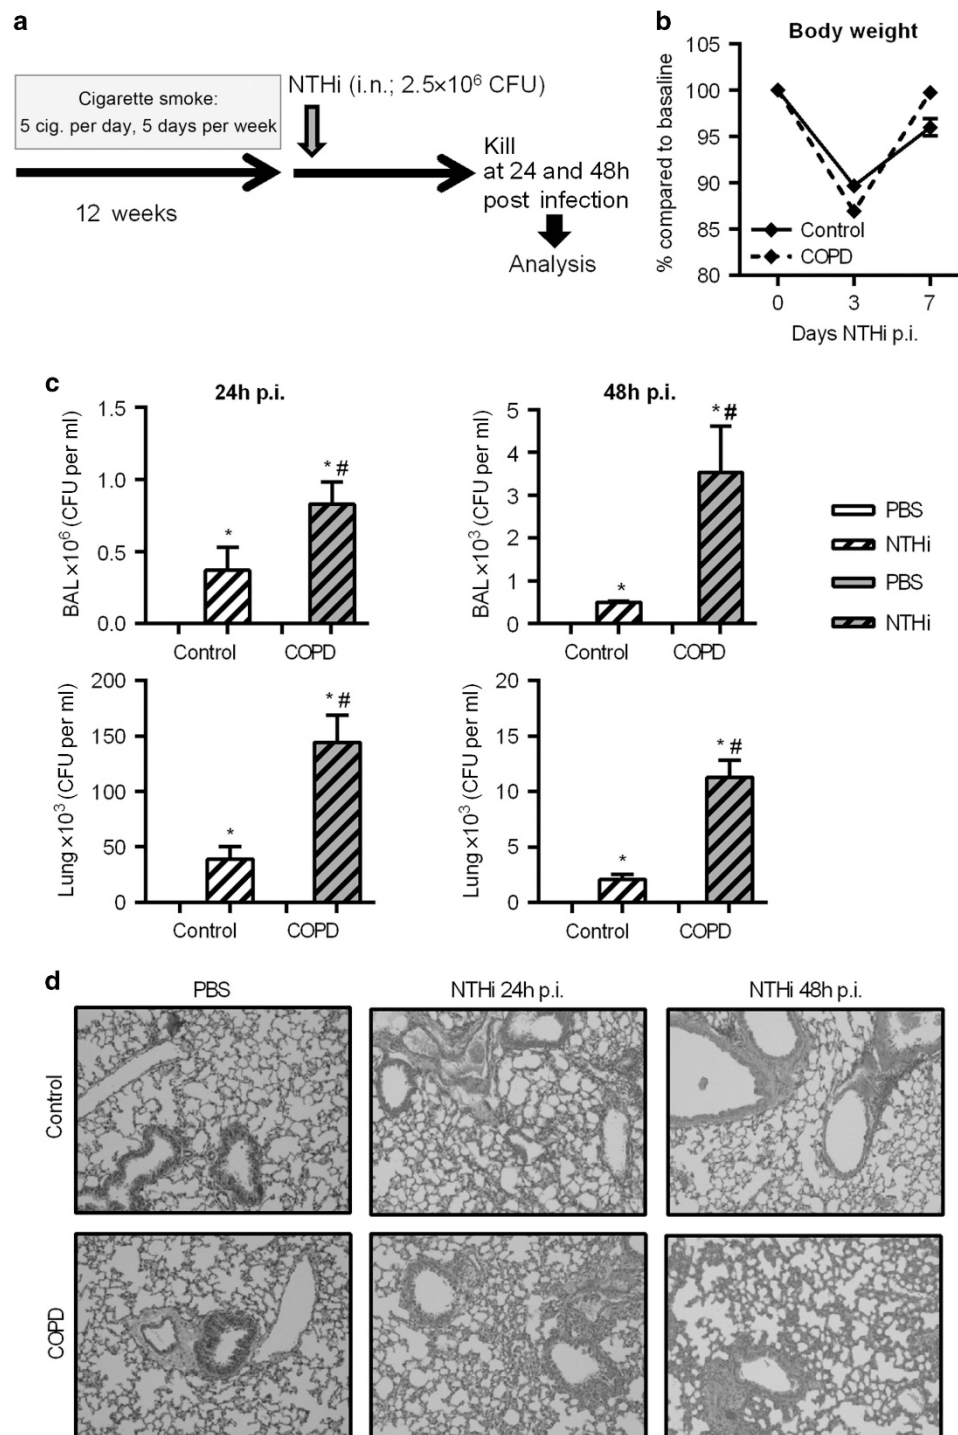 a
Cigarette smoke:
5 cig. per day, 5 days per week
12 weeks
NTHi (i.n.; 2.5×10⁶ CFU)
Kill
at 24 and 48h
post infection
Analysis
b
Body weight
% compared to basaline
105
100
95
90
85
80
Control
COPD
0 3 7
Days NTHi p.i.
c
24h p.i.
BAL ×10⁶ (CFU per ml)
1.5
1.0
0.5
0.0
*
* #
Control COPD
48h p.i.
BAL ×10³ (CFU per ml)
5
4
3
2
1
0
*
* #
Control COPD
PBS
NTHi
PBS
NTHi
Lung ×10³ (CFU per ml)
200
150
100
50
0
*
* #
Control COPD
Lung ×10³ (CFU per ml)
20
15
10
5
0
*
* #
Control COPD
d
PBS NTHi 24h p.i. NTHi 48h p.i.
Control
COPD